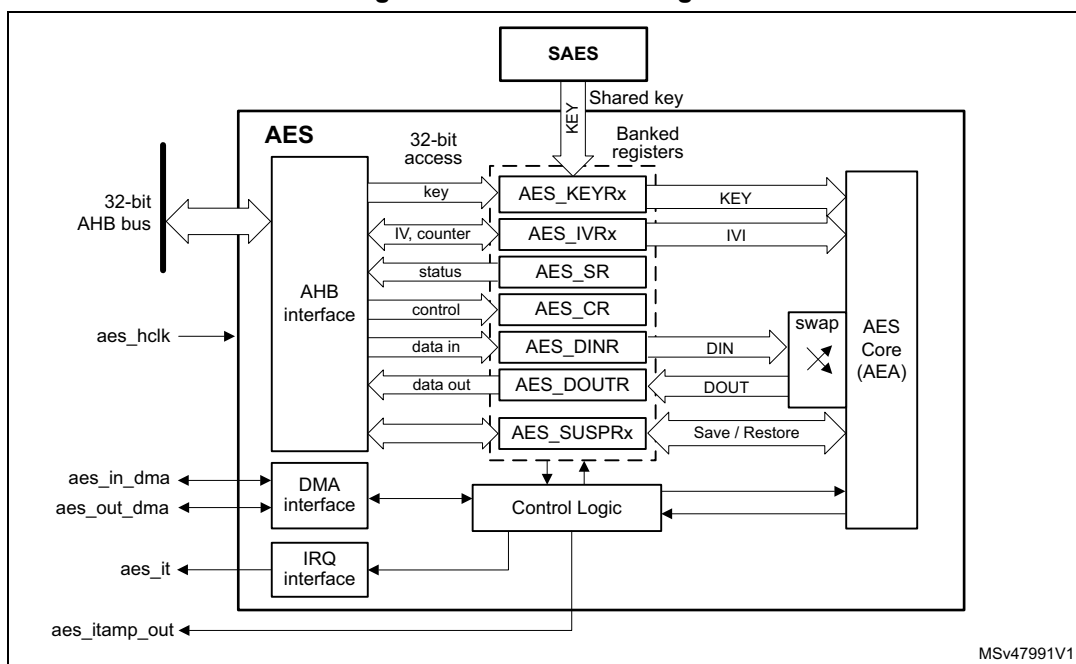 SAES
Shared key
KEY
AES
32-bit
access
Banked
registers
32-bit
AHB bus
AHB
interface
key
AES_KEYRx
KEY
IV, counter
AES_IVRx
IVI
status
AES_SR
control
AES_CR
aes_hclk
data in
AES_DINR
DIN
swap
AES
Core
(AEA)
data out
AES_DOUTR
DOUT
AES_SUSPRx
Save / Restore
aes_in_dma
aes_out_dma
DMA
interface
Control Logic
aes_it
IRQ
interface
aes_itamp_out
MSv47991V1